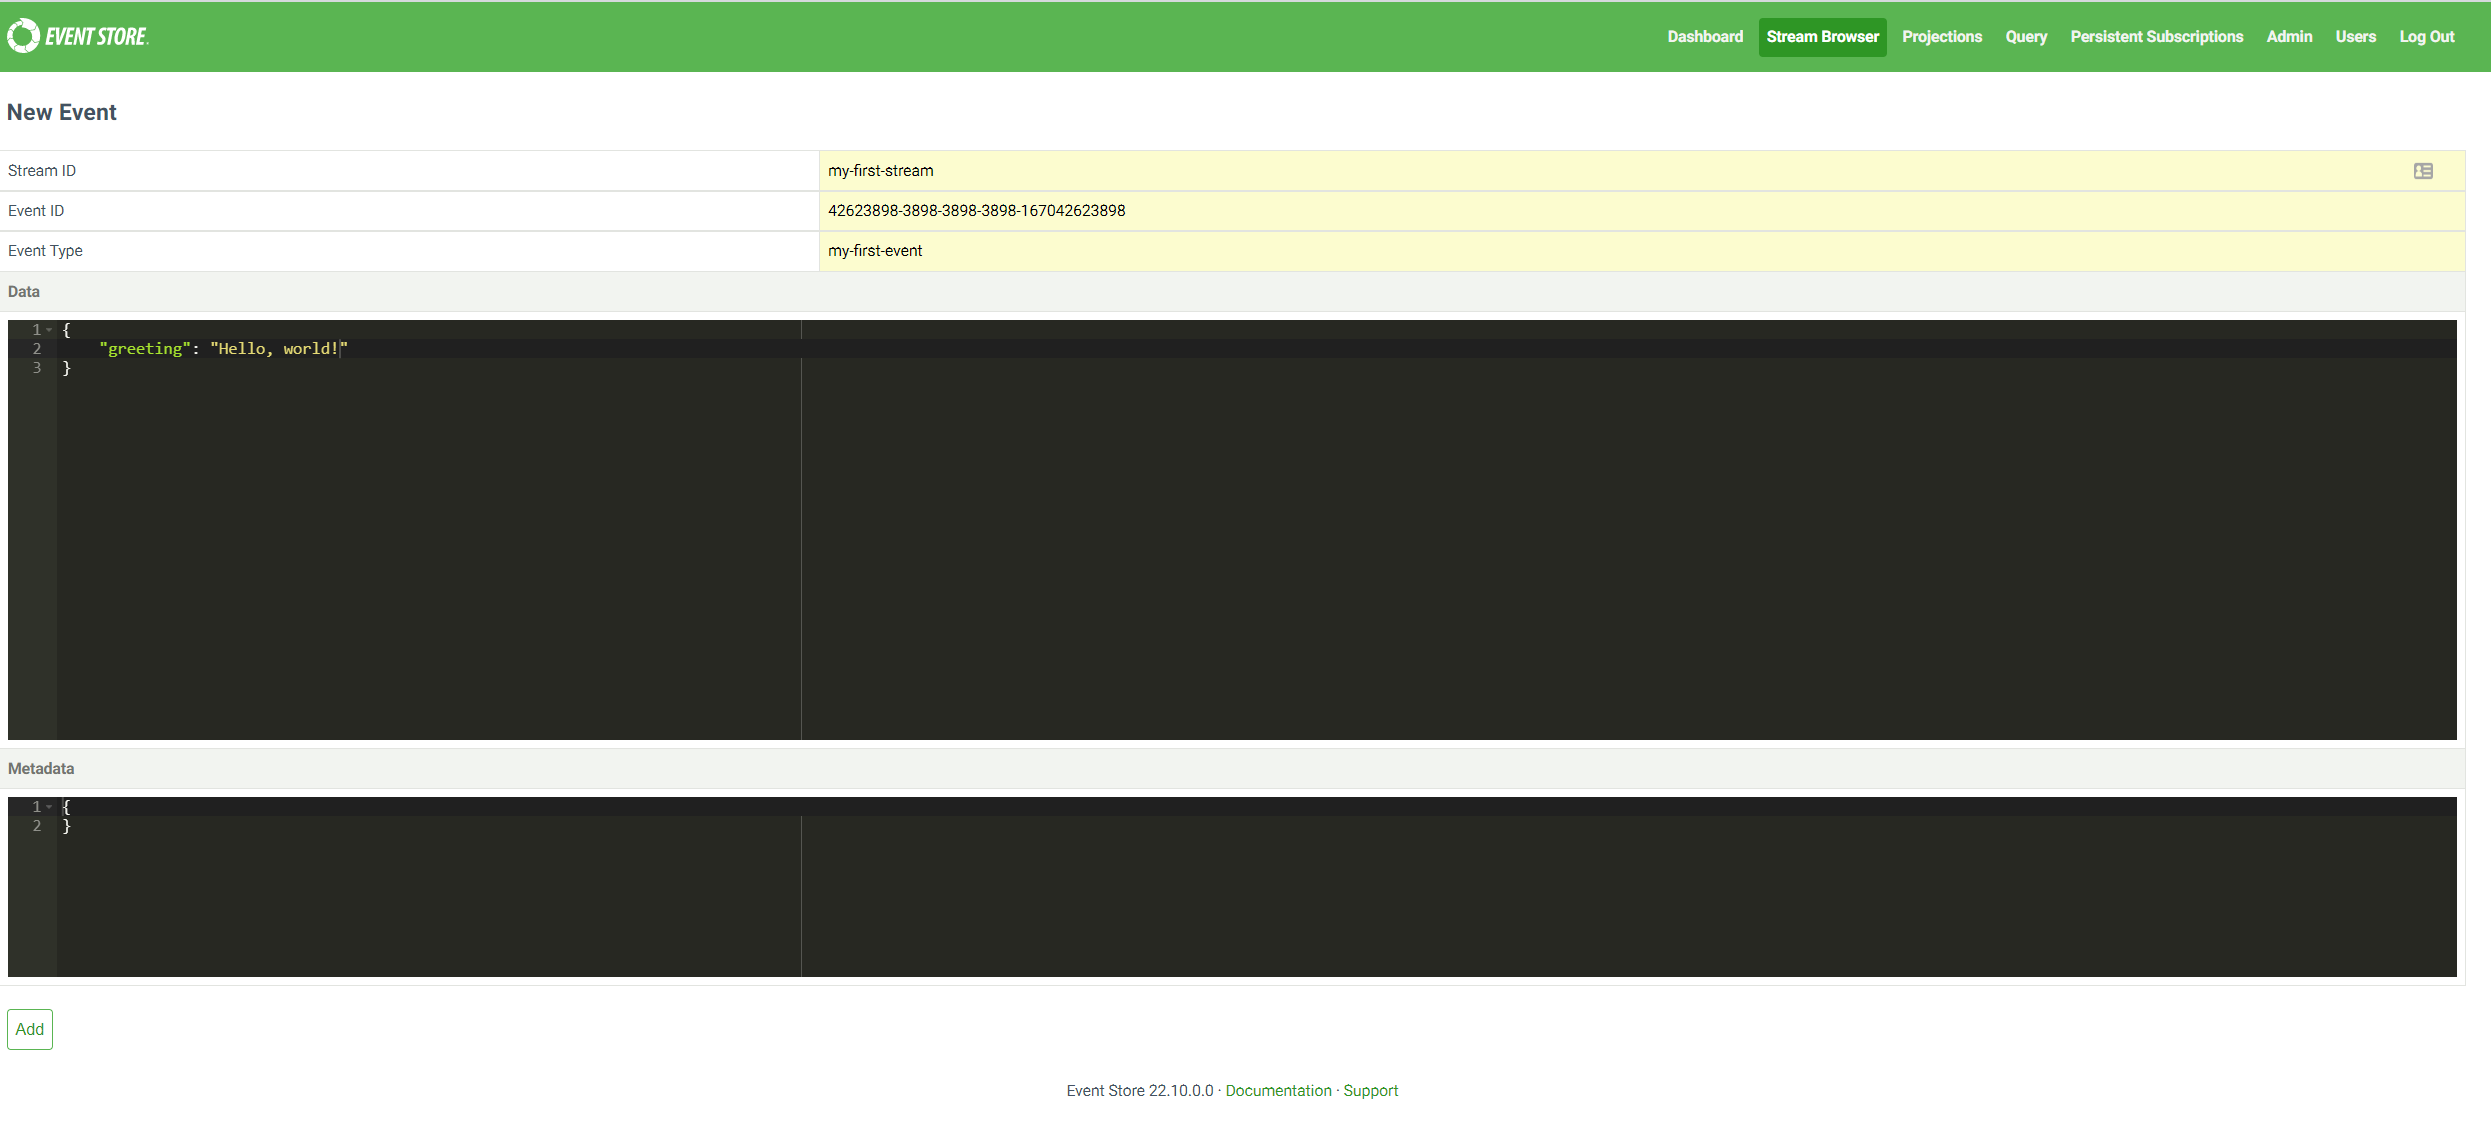 EVENT STORE
Dashboard Stream Browser Projections Query Persistent Subscriptions Admin Users Log Out
New Event
Stream ID my-first-stream
Event ID 42623898-3898-3898-3898-167042623898
Event Type my-first-event
Data
1 {
2 "greeting": "Hello, world!"
3 }
Metadata
1 {
2 }
Add
Event Store 22.10.0.0 · Documentation · Support